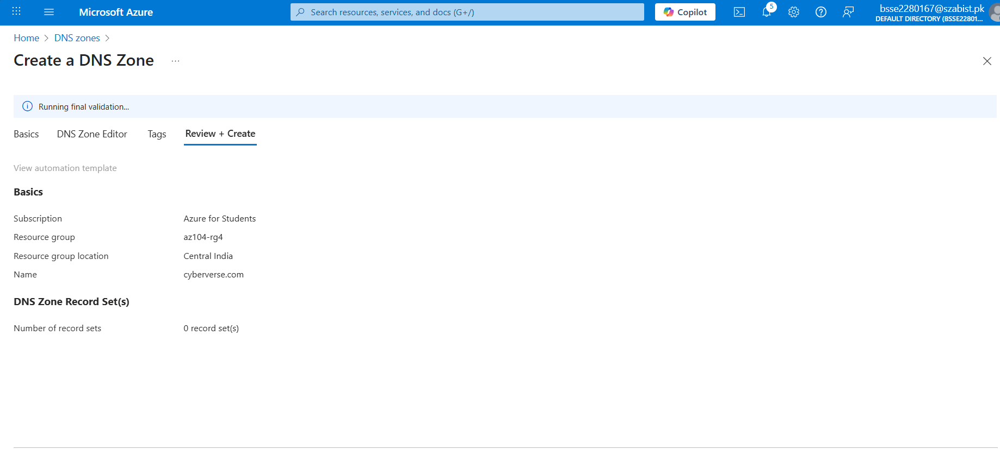 Microsoft Azure
Search resources, services, and docs (G+/)
Copilot
5
bsse2280167@szabist.pk
DEFAULT DIRECTORY (BSSE22801...
Home > DNS zones >
Create a DNS Zone ...
Running final validation...
Basics DNS Zone Editor Tags Review + Create
View automation template
Basics
Subscription Azure for Students
Resource group az104-rg4
Resource group location Central India
Name cyberverse.com
DNS Zone Record Set(s)
Number of record sets 0 record set(s)